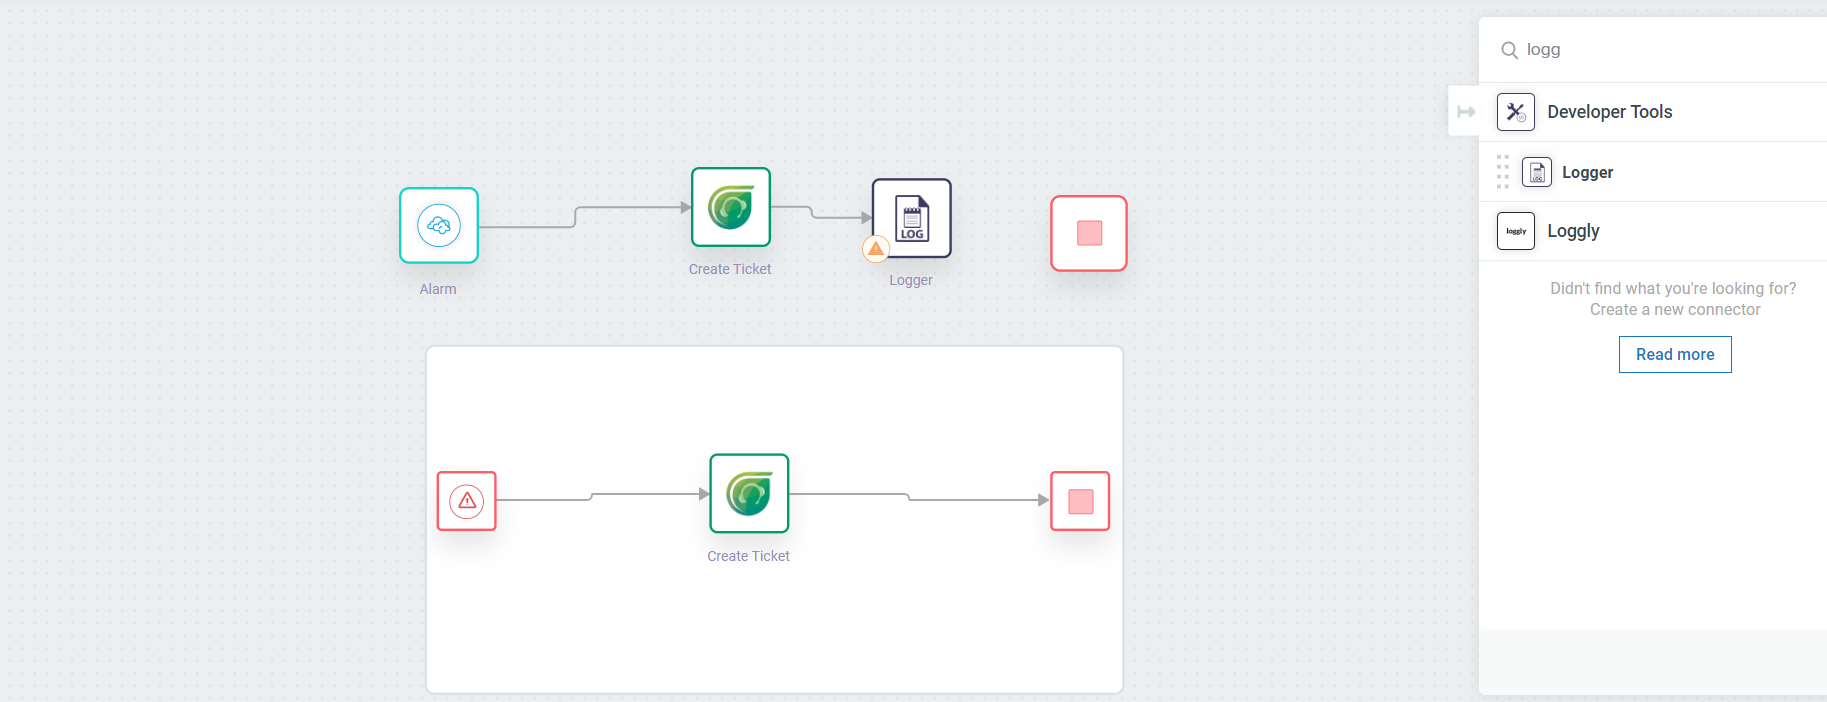 logg
Developer Tools
Logger
loggly
Loggly
Didn't find what you're looking for?
Create a new connector
Read more
LOG
Create Ticket
Logger
Alarm
Create Ticket